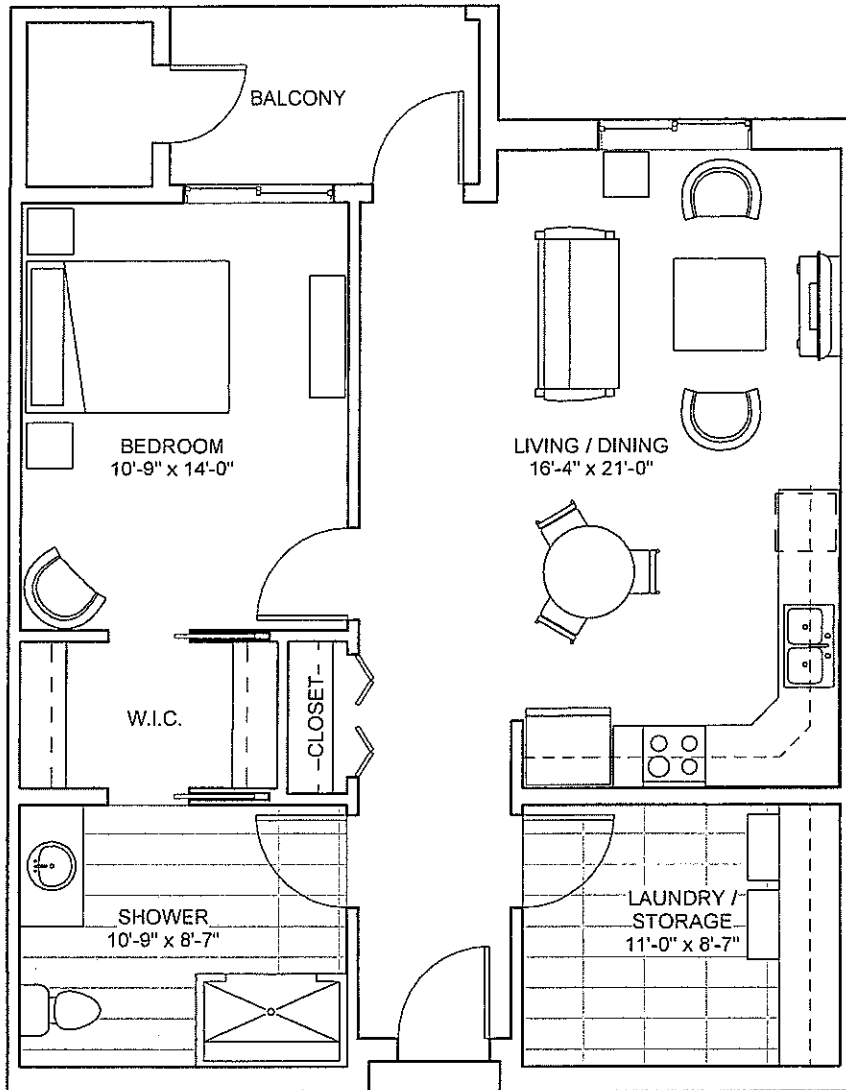 BALCONY
BEDROOM
10'-9" x 14'-0"
LIVING / DINING
16'-4" x 21'-0"
W.I.C.
CLOSET
SHOWER
10'-9" x 8'-7"
LAUNDRY /
STORAGE
11'-0" x 8'-7"